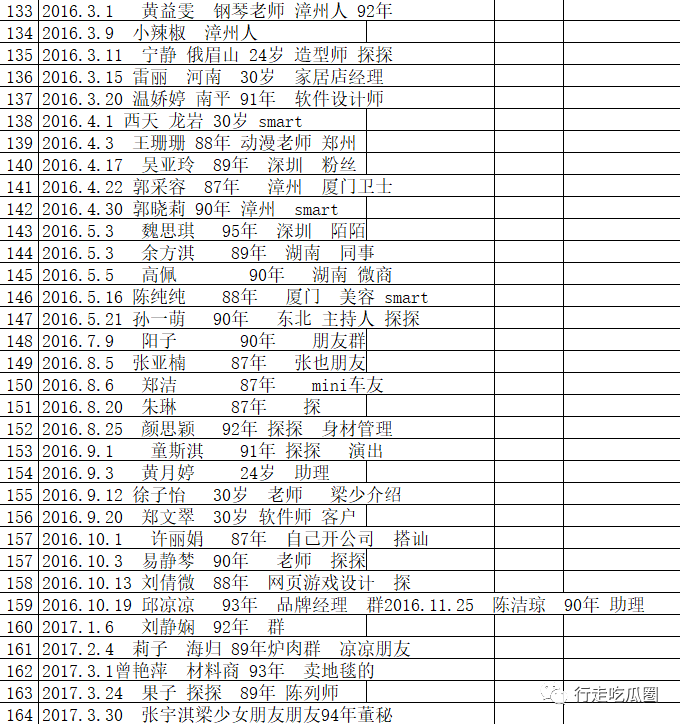 133 2016.3.1 黄益雯 钢琴老师 漳州人 92年
134 2016.3.9 小辣椒 漳州人
135 2016.3.11 宁静 俄眉山 24岁 造型师 探探
136 2016.3.15 雷丽 河南 30岁 家居店经理
137 2016.3.20 温娇婷 南平 91年 软件设计师
138 2016.4.1 西天 龙岩 30岁 smart
139 2016.4.3 王珊珊 88年 动漫老师 郑州
140 2016.4.17 吴亚玲 89年 深圳 粉丝
141 2016.4.22 郭采容 87年 漳州 厦门卫士
142 2016.4.30 郭晓莉 90年 漳州 smart
143 2016.5.3 魏思琪 95年 深圳 陌陌
144 2016.5.3 余方淇 89年 湖南 同事
145 2016.5.5 高佩 90年 湖南 微商
146 2016.5.16 陈纯纯 88年 厦门 美容 smart
147 2016.5.21 孙一萌 90年 东北 主持人 探探
148 2016.7.9 阳子 90年 朋友群
149 2016.8.5 张亚楠 87年 张也朋友
150 2016.8.6 郑洁 87年 mini车友
151 2016.8.20 朱琳 87年 探
152 2016.8.25 颜思颖 92年 探探 身材管理
153 2016.9.1 童斯淇 91年 探探 演出
154 2016.9.3 黄月婷 24岁 助理
155 2016.9.12 徐子怡 30岁 老师 梁少介绍
156 2016.9.20 郑文翠 30岁 软件师 客户
157 2016.10.1 许丽娟 87年 自己开公司 搭讪
157 2016.10.3 易静梦 90年 老师 探探
158 2016.10.13 刘倩微 88年 网页游戏设计 探
159 2016.10.19 邱凉凉 93年 品牌经理 群2016.11.25 陈洁琼 90年 助理
160 2017.1.6 刘静娴 92年 群
161 2017.2.4 莉子 海归 89年炉肉群 凉凉朋友
162 2017.3.1曾艳萍 材料商 93年 卖地毯的
163 2017.3.24 果子 探探 89年 陈列师
164 2017.3.30 张宇淇梁少女朋友朋友94年董秘
行走吃瓜圈